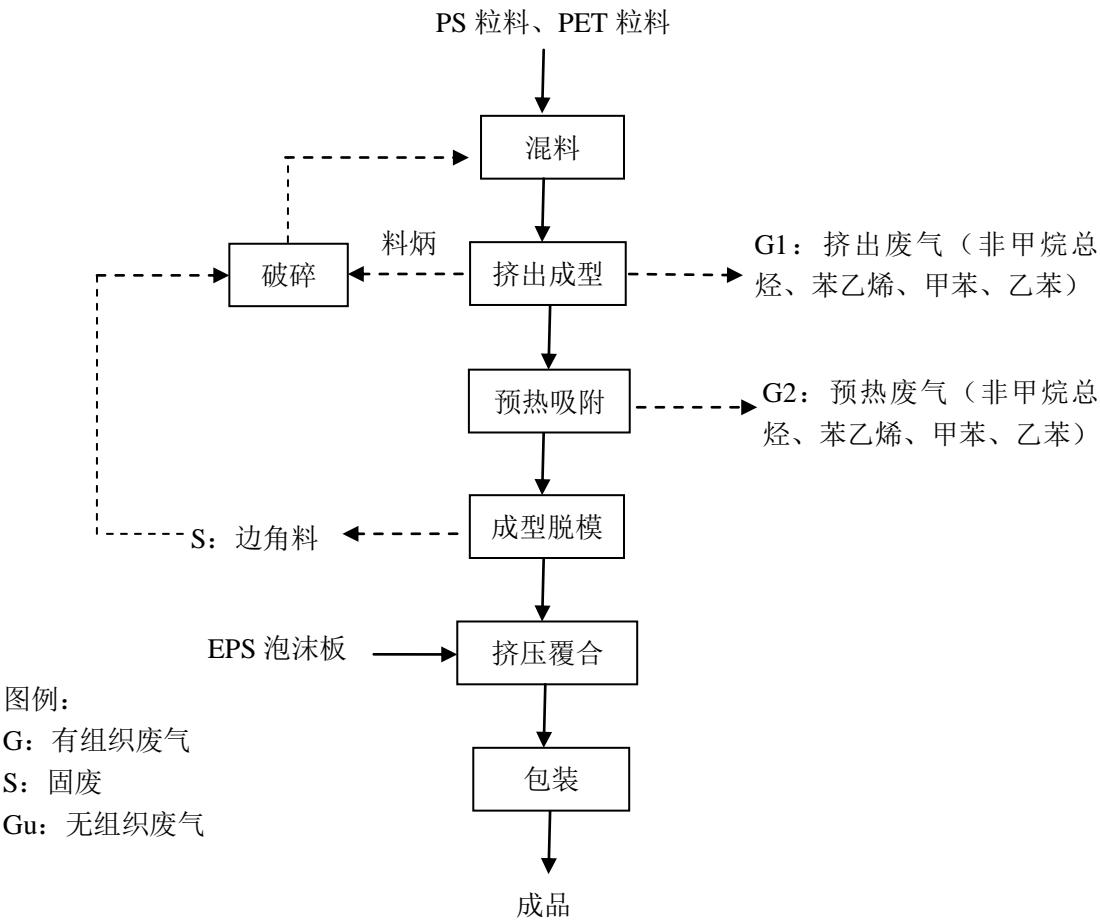 PS 粒料、PET 粒料
混料
料炳
破碎
挤出成型
G1：挤出废气（非甲烷总
烃、苯乙烯、甲苯、乙苯）
预热吸附
G2：预热废气（非甲烷总
烃、苯乙烯、甲苯、乙苯）
成型脱模
S：边角料
EPS 泡沫板
挤压覆合
图例：
G：有组织废气
S：固废
Gu：无组织废气
包装
成品